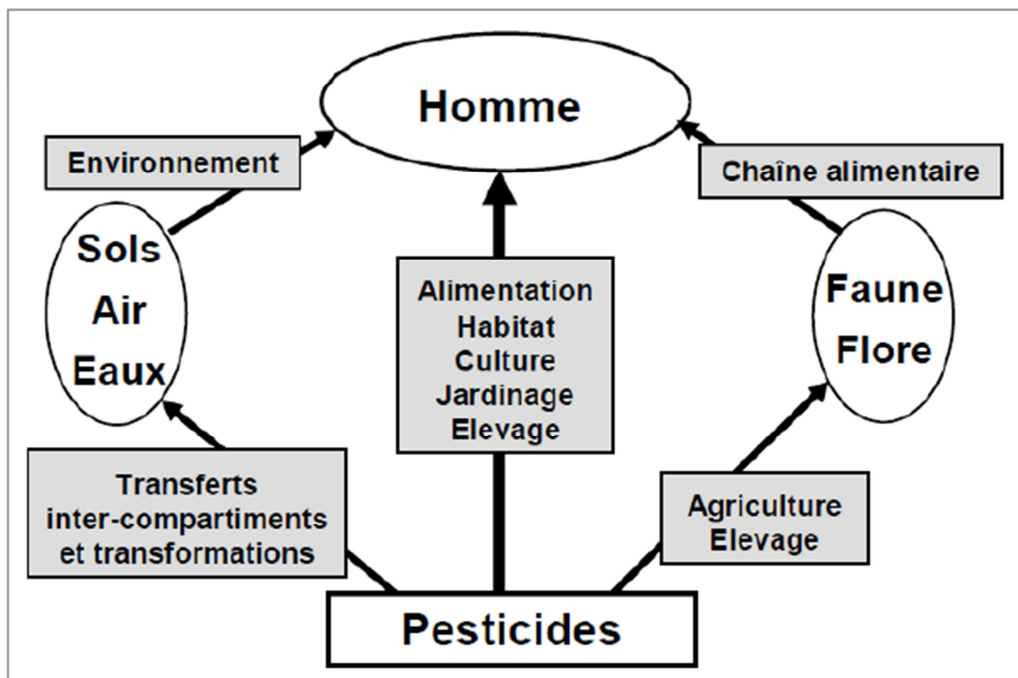 Homme
Environnement
Chaîne alimentaire
Sols
Air
Eaux
Alimentation
Habitat
Culture
Jardinage
Elevage
Faune
Flore
Transferts
inter-compartiments
et transformations
Agriculture
Elevage
Pesticides